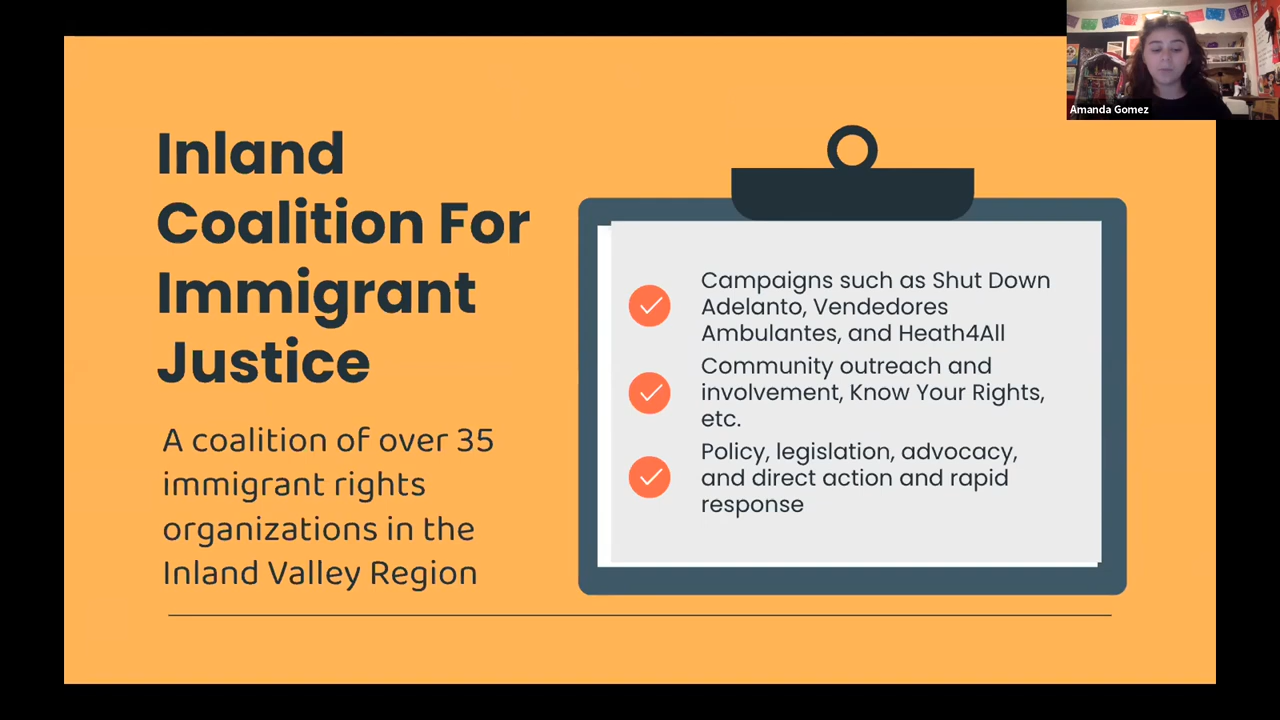 Inland
Coalition For
Immigrant
Justice
A coalition of over 35
immigrant rights
organizations in the
Inland Valley Region
Campaigns such as Shut Down
Adelanto, Vendedores
Ambulantes, and Heath4All
Community outreach and
involvement, Know Your Rights,
etc.
Policy, legislation, advocacy,
and direct action and rapid
response
Amanda Gomez